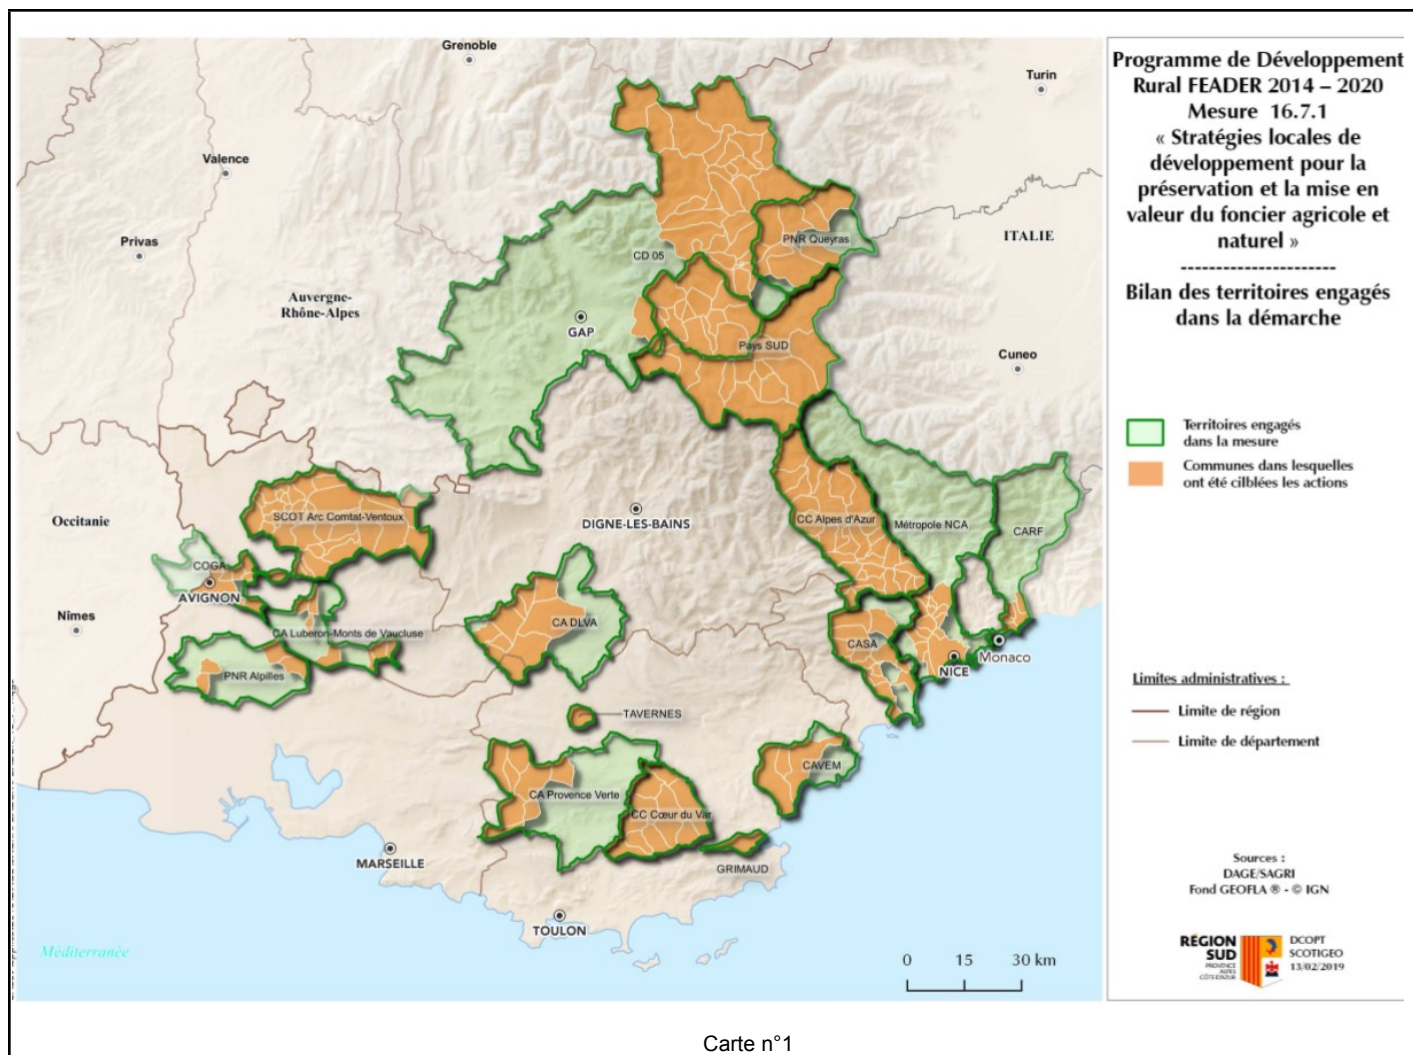 Grenoble
Turin
Valence
Privas
ITALIE
PNR Queyras
CD 05
Auvergne-
Rhône-Alpes
GAP
Pays SUD
Cuneo
SCOT Arc Comtat-Ventoux
Occitanie
DIGNE-LES-BAINS
CC Alpes d'Azur
Métropole NCA
CARF
COGA
AVIGNON
Nîmes
CA Luberon-Monts de Vaucluse
CA DLVA
CASA
PNR Alpilles
NICE
Monaco
TAVERNES
CAVEM
CA Provence Verte
CC Cœur du Var
MARSEILLE
GRIMAUD
TOULON
Méditerranée
0 15 30 km
Programme de Développement
Rural FEADER 2014 – 2020
Mesure 16.7.1
« Stratégies locales de
développement pour la
préservation et la mise en
valeur du foncier agricole et
naturel »
----------------------
Bilan des territoires engagés
dans la démarche
Territoires engagés
dans la mesure
Communes dans lesquelles
ont été cilblées les actions
Limites administratives :
Limite de région
Limite de département
Sources :
DAGE/SAGRI
Fond GEOFLA ® - © IGN
RÉGION
SUD
PROVENCE
ALPES
CÔTE D'AZUR
DCOPT
SCOTIGEO
13/02/2019
Carte n°1